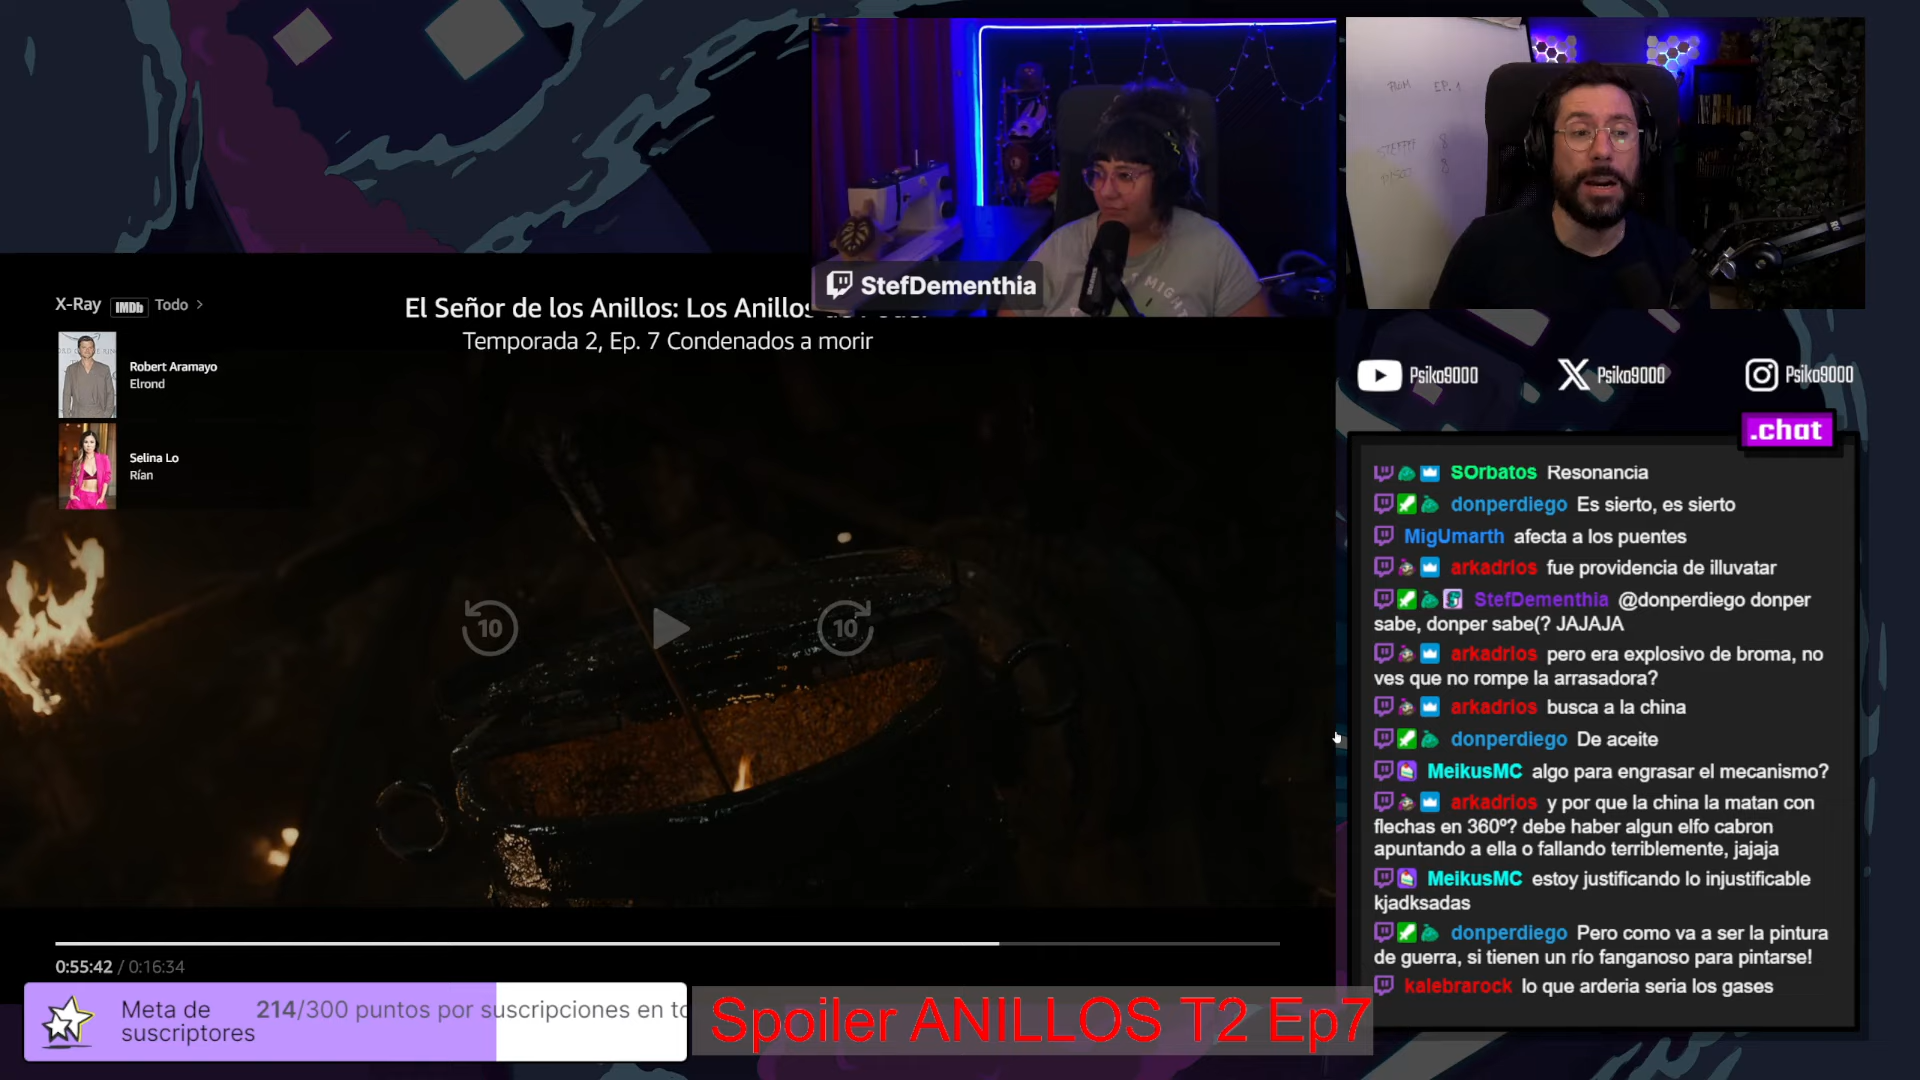 StefDementhia
EP. 1
8
8
X-Ray IMDb Todo >
Robert Aramayo
Elrond
Selina Lo
Rían
El Señor de los Anillos: Los Anillos
Temporada 2, Ep. 7 Condenados a morir
10
10
0:55:42 / 0:16:34
Meta de
suscriptores
214/300 puntos por suscripciones en to
Spoiler ANILLOS T2 Ep7
Psiko9000
Psiko9000
Psiko9000
.chat
SOrbatos Resonancia
donperdiego Es sierto, es sierto
MigUmarth afecta a los puentes
arkadrios fue providencia de illuvatar
StefDementhia @donperdiego donper
sabe, donper sabe(? JAJAJA
arkadrios pero era explosivo de broma, no
ves que no rompe la arrasadora?
arkadrios busca a la china
donperdiego De aceite
MeikusMC algo para engrasar el mecanismo?
arkadrios y por que la china la matan con
flechas en 360º? debe haber algun elfo cabron
apuntando a ella o fallando terriblemente, jajaja
MeikusMC estoy justificando lo injustificable
kjadksadas
donperdiego Pero como va a ser la pintura
de guerra, si tienen un río fanganoso para pintarse!
kalebrarock lo que arderia seria los gases